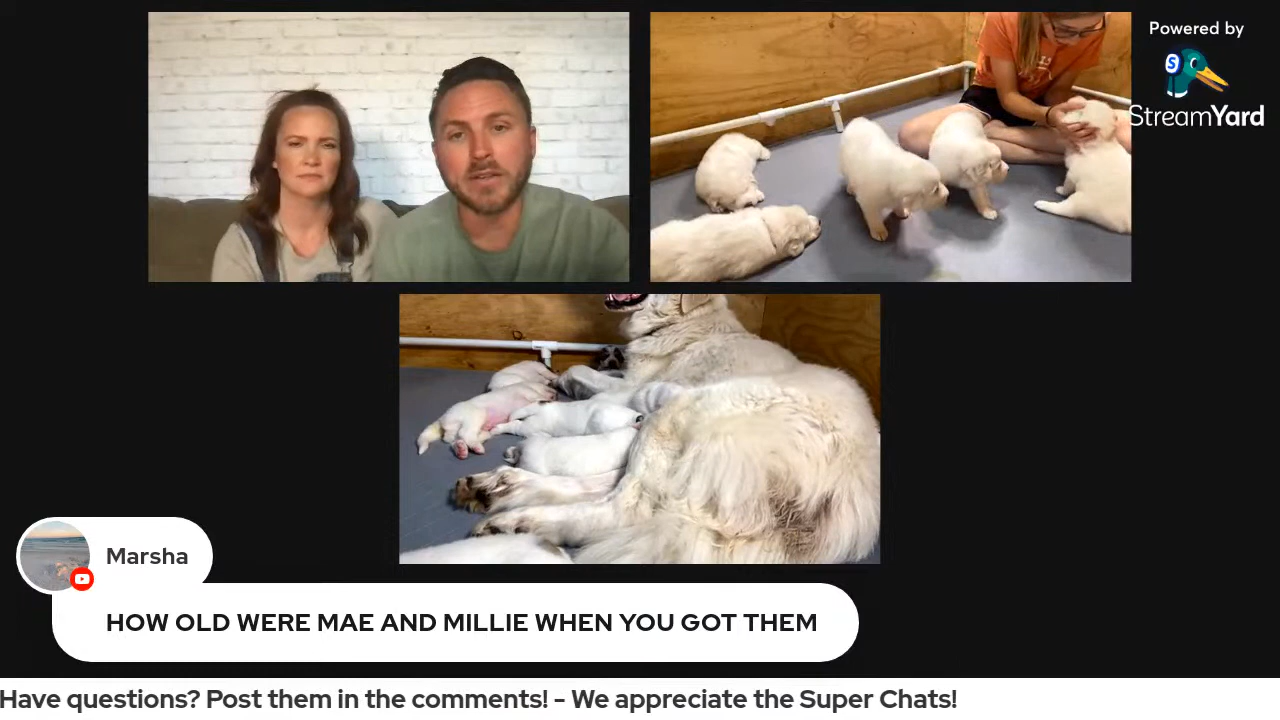 Powered by
StreamYard
Marsha
HOW OLD WERE MAE AND MILLIE WHEN YOU GOT THEM
Have questions? Post them in the comments! - We appreciate the Super Chats!